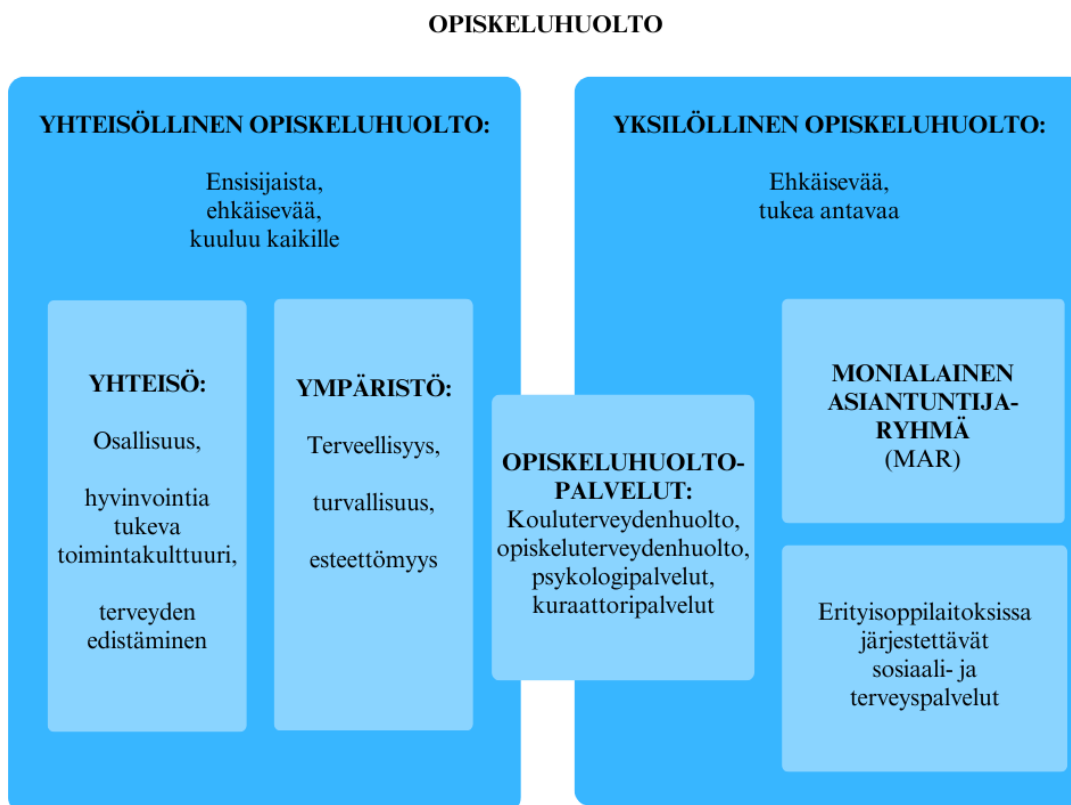 OPISKELUHUOLTO
YHTEISÖLLINEN OPISKELUHUOLTO:
Ensisijaista,
ehkäisevää,
kuuluu kaikille
YHTEISÖ:
Osallisuus,
hyvinvointia
tukeva
toimintakulttuuri,
terveyden
edistäminen
YMPÄRISTÖ:
Terveellisyys,
turvallisuus,
esteettömyys
OPISKELUHUOLTO-
PALVELUT:
Kouluterveydenhuolto,
opiskeluterveydenhuolto,
psykologipalvelut,
kuraattoripalvelut
YKSILÖLLINEN OPISKELUHUOLTO:
Ehkäisevää,
tukea antavaa
MONIALAINEN
ASIANTUNTIJA-
RYHMÄ
(MAR)
Erityisoppilaitoksissa
järjestettävät
sosiaali- ja
terveyspalvelut